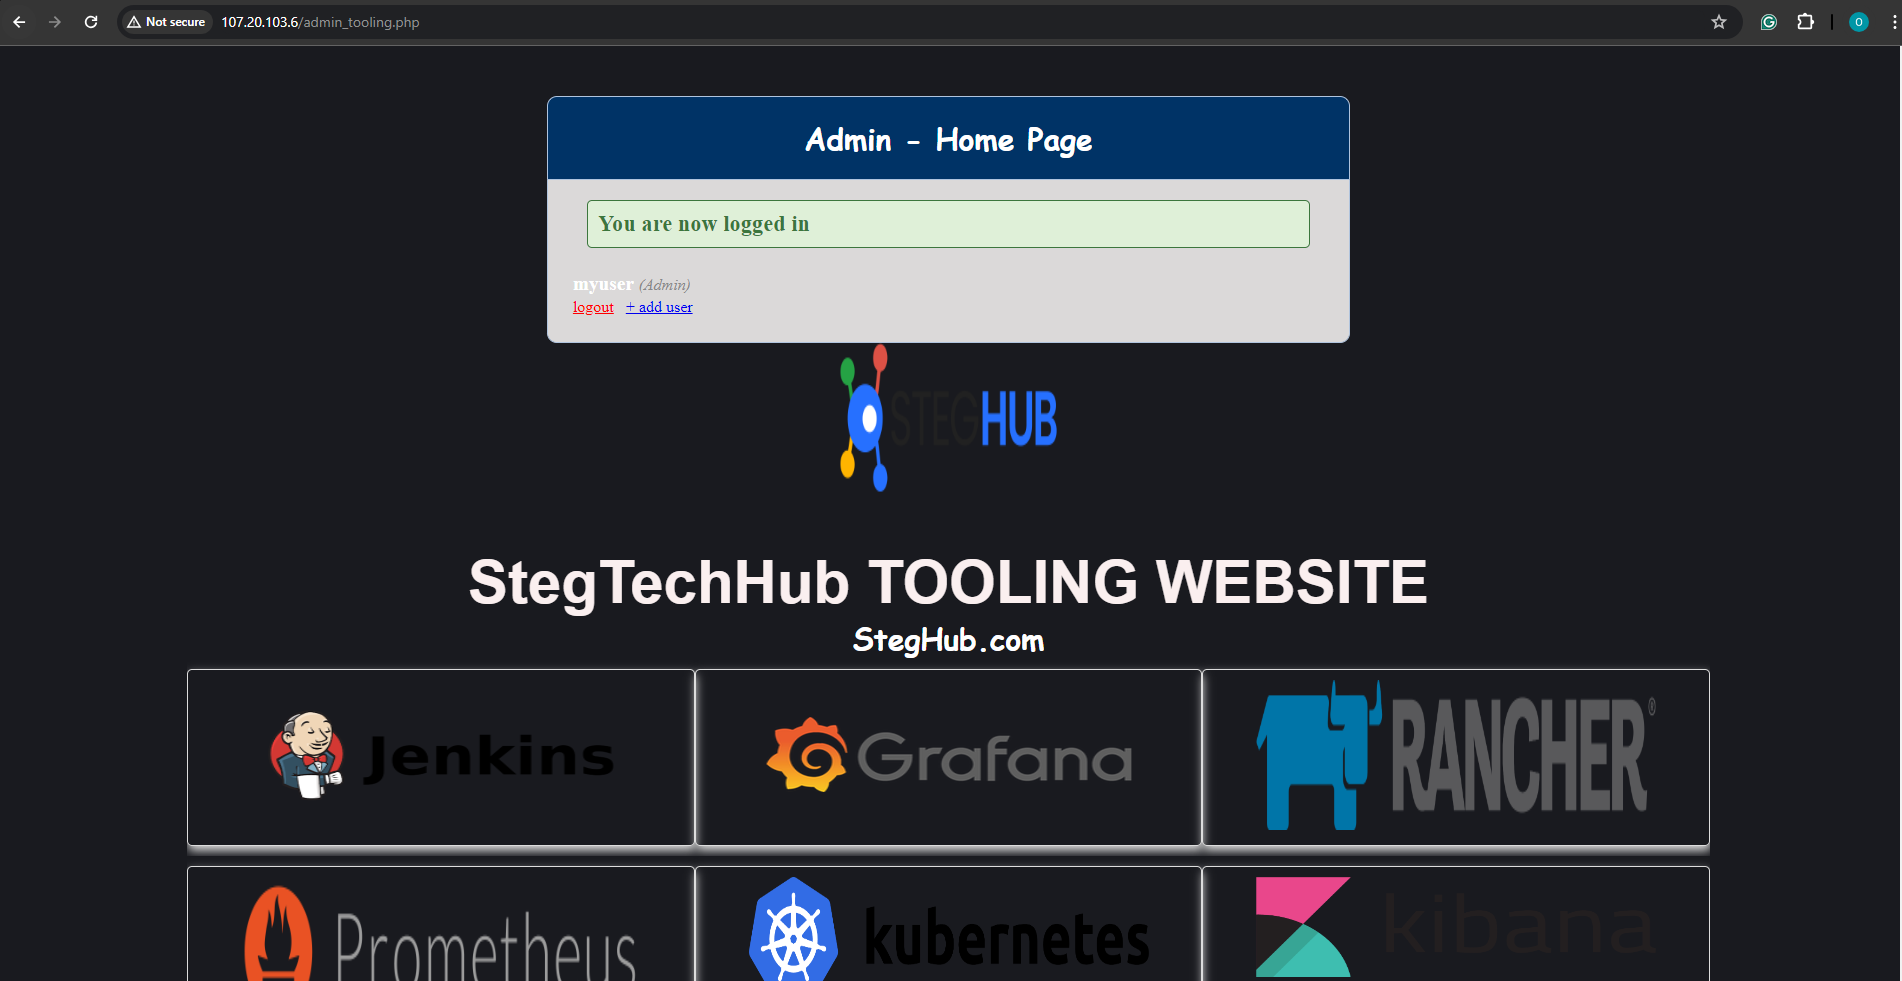 Not secure 107.20.103.6/admin_tooling.php
O
Admin - Home Page
You are now logged in
myuser (Admin)
logout + add user
STEGHUB
StegTechHub TOOLING WEBSITE
StegHub.com
Jenkins Grafana RANCHER®
Prometheus kubernetes kibana